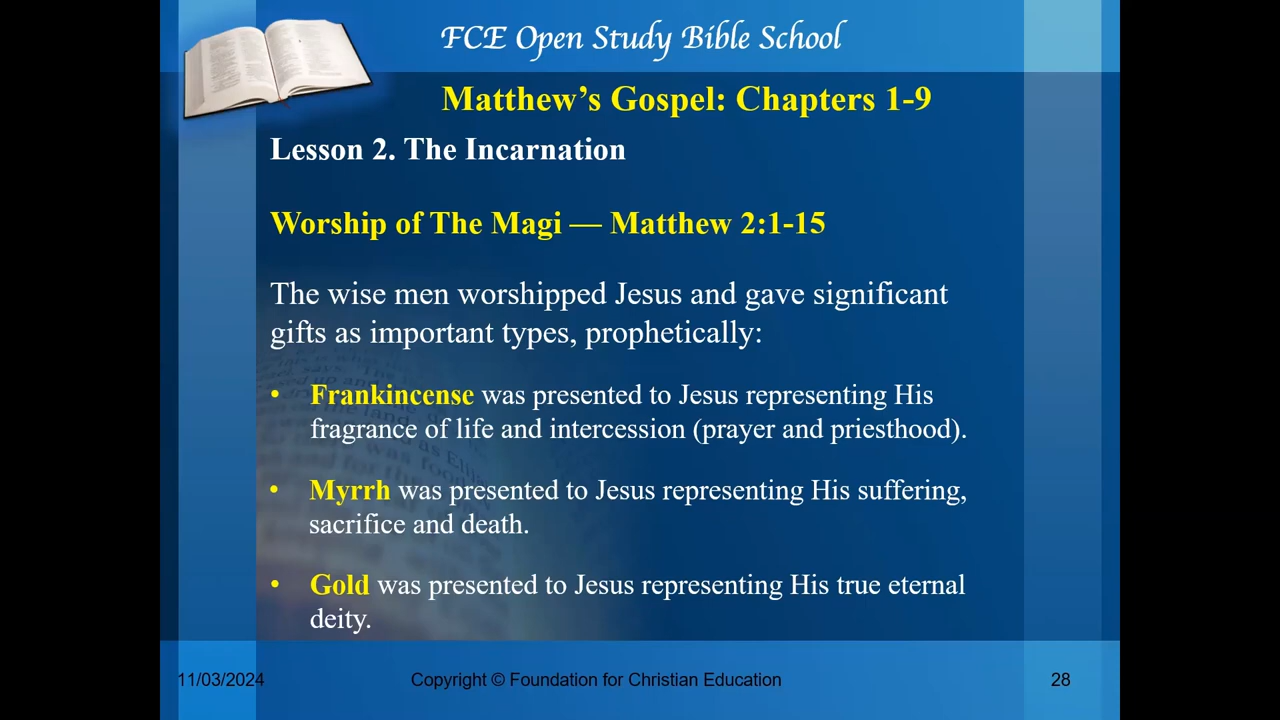 FCE Open Study Bible School
Matthew’s Gospel: Chapters 1-9
Lesson 2. The Incarnation
Worship of The Magi — Matthew 2:1-15
The wise men worshipped Jesus and gave significant
gifts as important types, prophetically:
• Frankincense was presented to Jesus representing His
fragrance of life and intercession (prayer and priesthood).
• Myrrh was presented to Jesus representing His suffering,
sacrifice and death.
• Gold was presented to Jesus representing His true eternal
deity.
11/03/2024 Copyright © Foundation for Christian Education 28